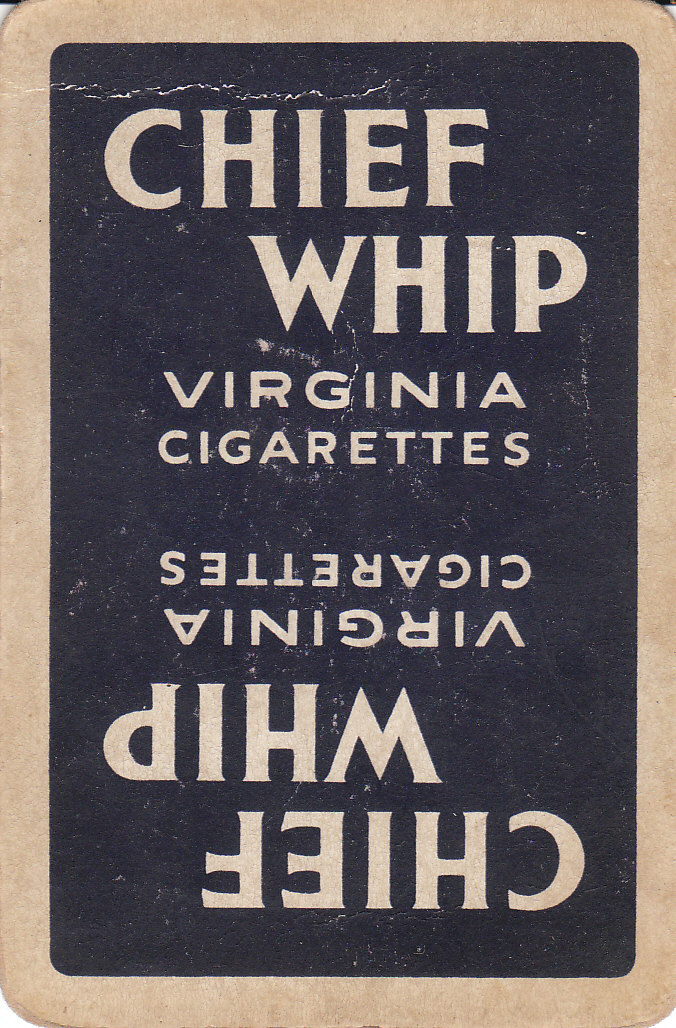 CHIEF
WHIP
VIRGINIA
CIGARETTES
CIGARETTES
VIRGINIA
WHIP
CHIEF